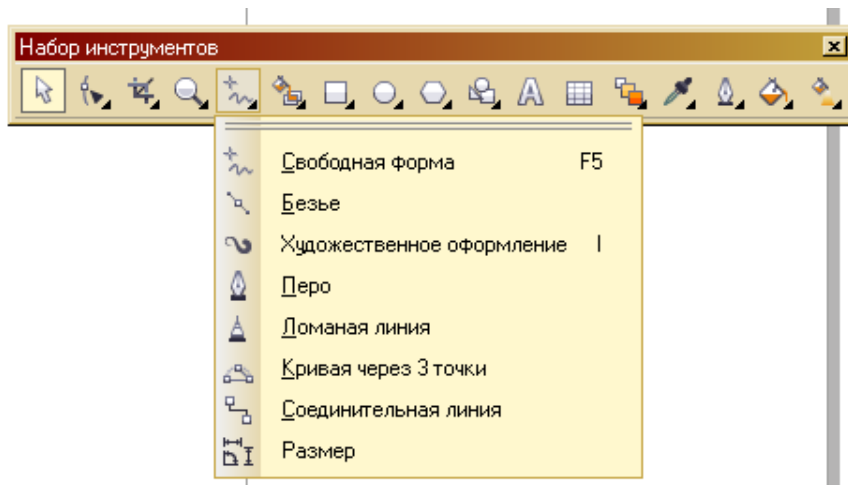 Набор инструментов
Свободная форма F5
Безье
Художественное оформление I
Перо
Ломаная линия
Кривая через 3 точки
Соединительная линия
Размер